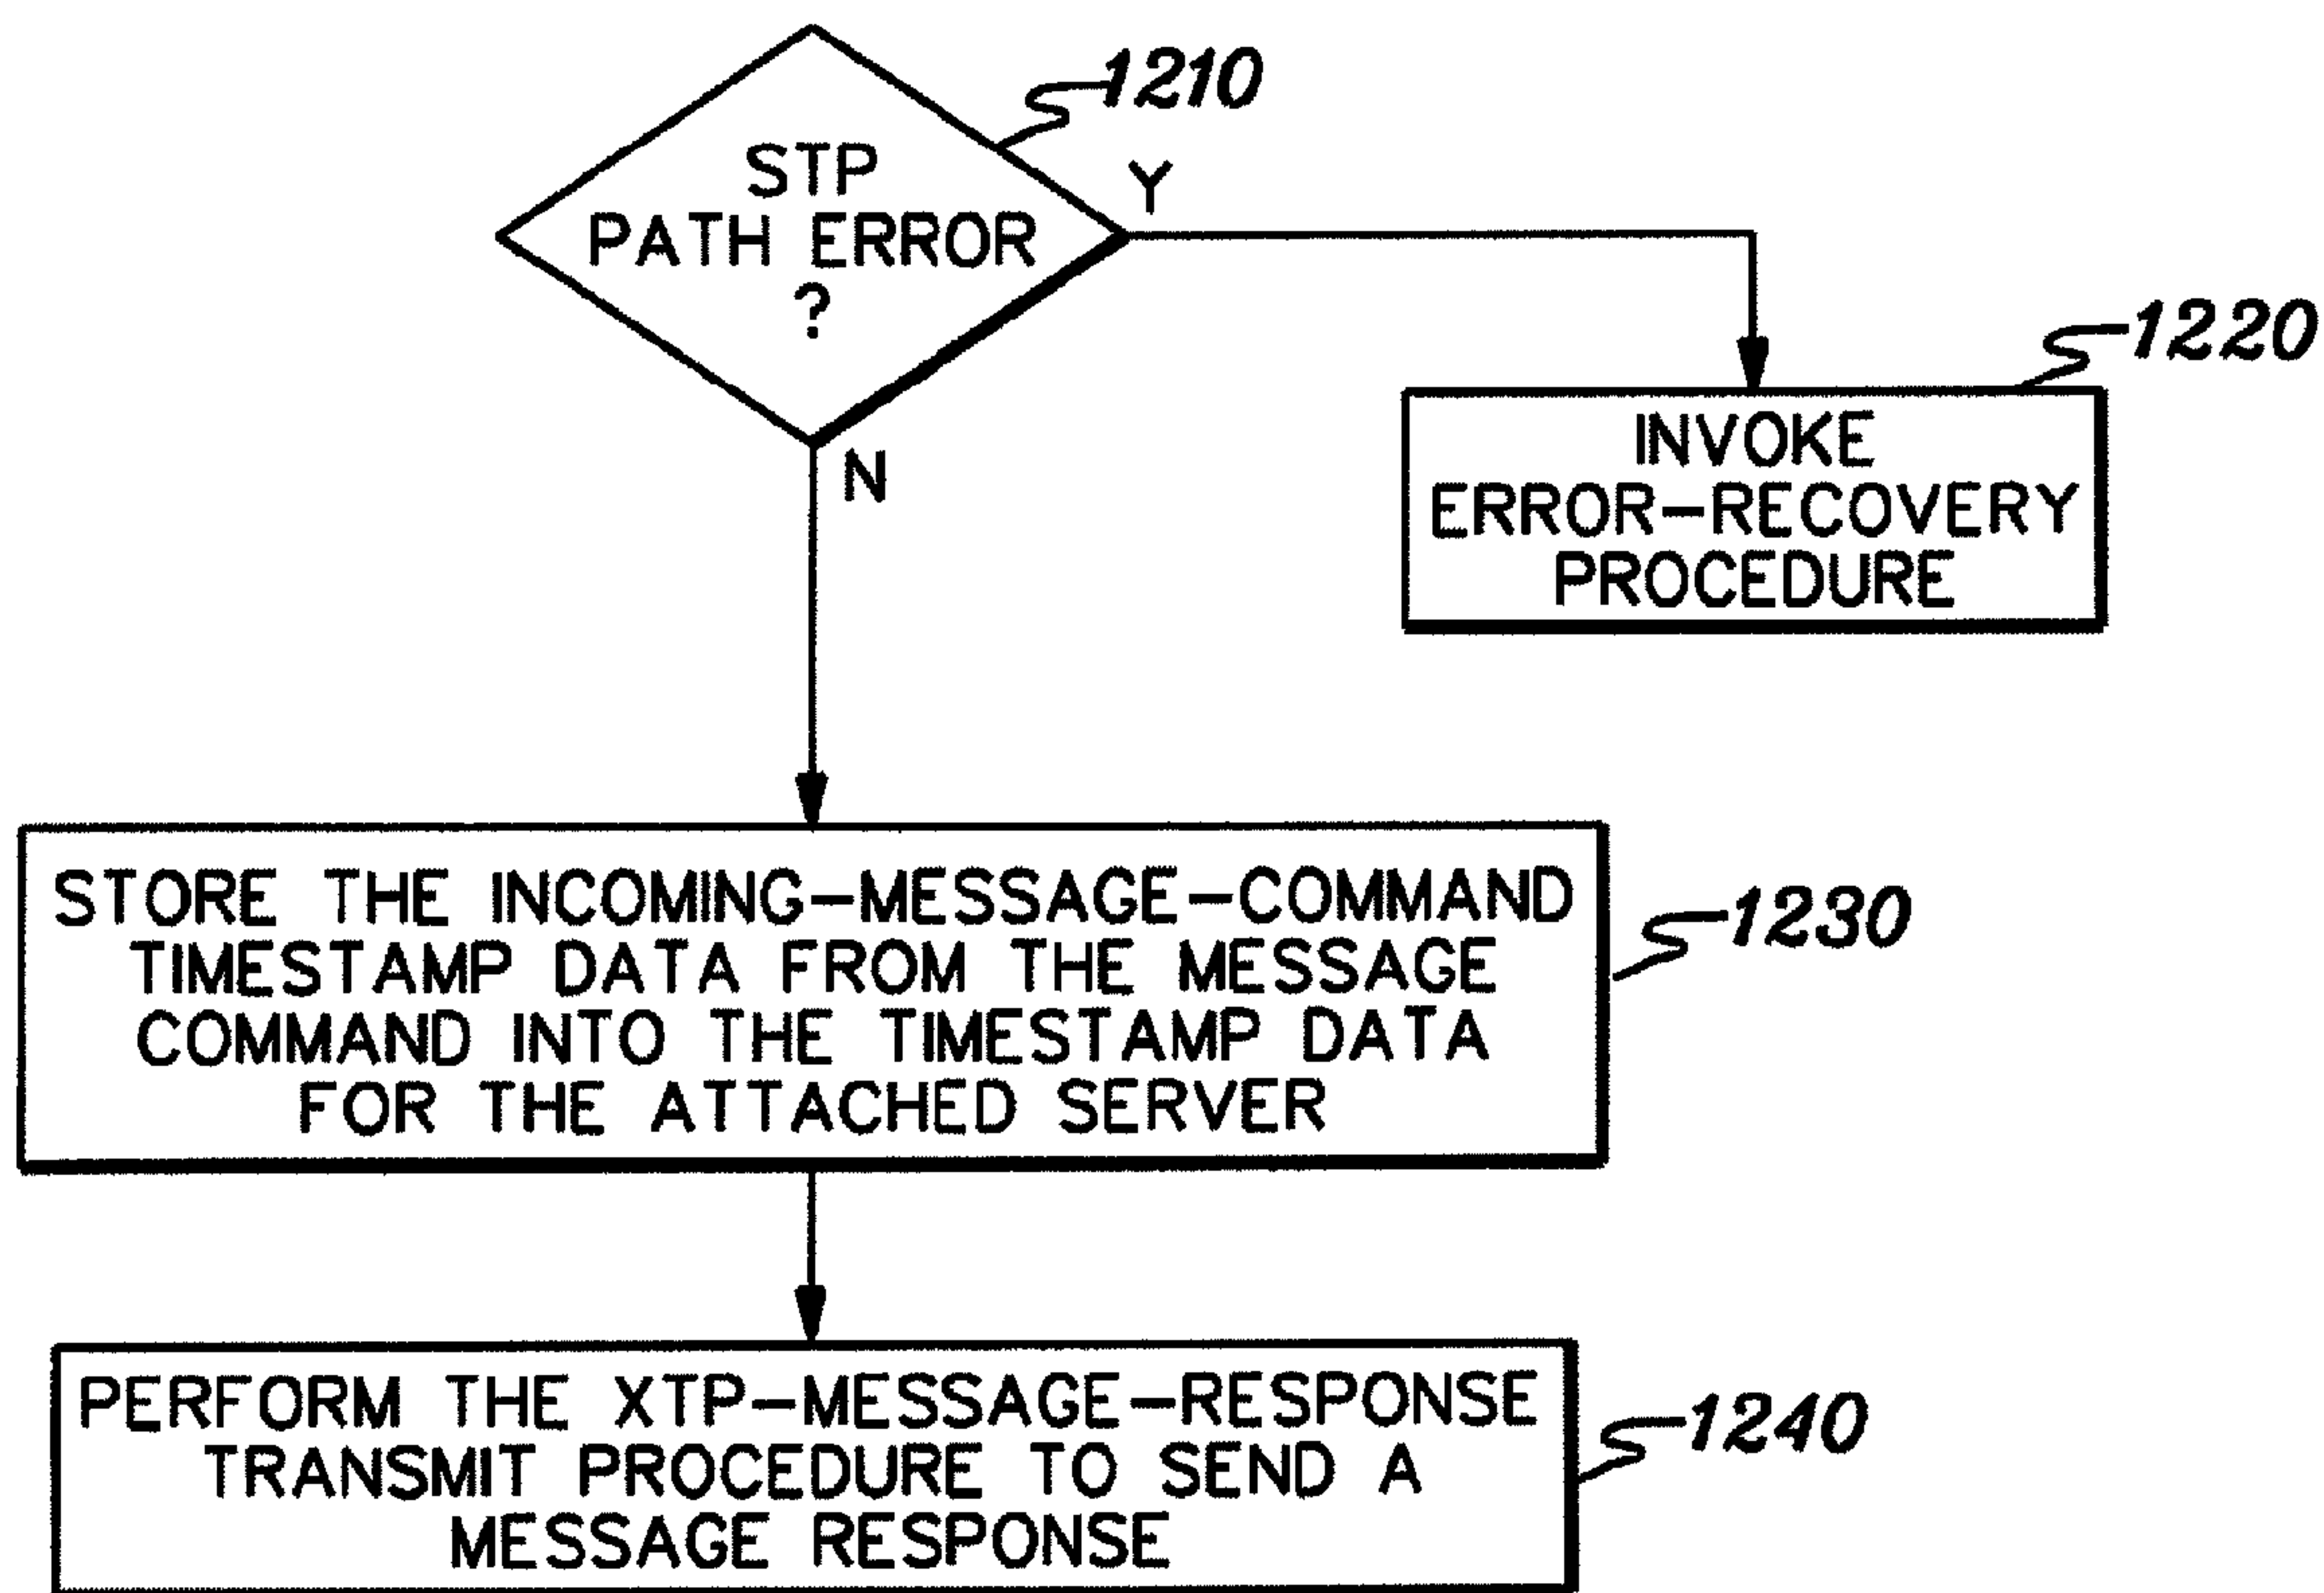 1210
STP
PATH ERROR
?
Y
N
1220
INVOKE
ERROR-RECOVERY
PROCEDURE
STORE THE INCOMING-MESSAGE-COMMAND
TIMESTAMP DATA FROM THE MESSAGE
COMMAND INTO THE TIMESTAMP DATA
FOR THE ATTACHED SERVER
1230
PERFORM THE XTP-MESSAGE-RESPONSE
TRANSMIT PROCEDURE TO SEND A
MESSAGE RESPONSE
1240